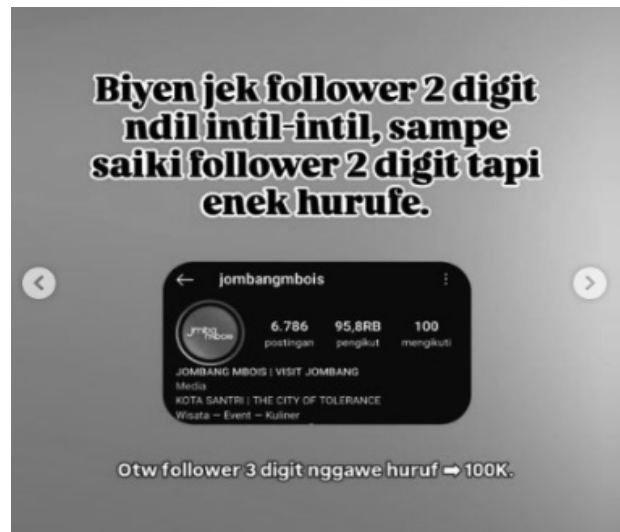 Biyen jek follower 2 digit
ndil intil-intil, sampe
saiki follower 2 digit tapi
enek hurufe.
jombangmbois
6.786 95,8RB 100
postingan pengikut mengikuti
JOMBANG MBOIS | VISIT JOMBANG
Media
KOTA SANTRI | THE CITY OF TOLERANCE
Wisata – Event – Kuliner
Otw follower 3 digit nggawe huruf ➡ 100K.